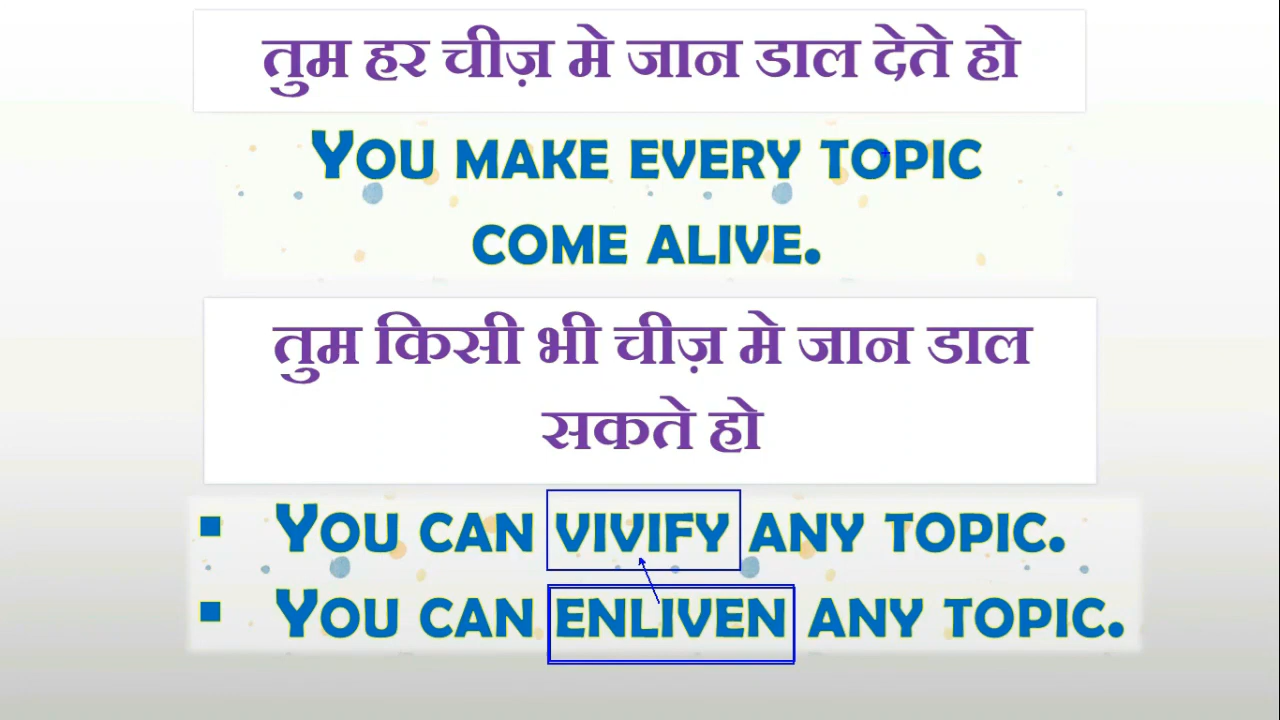 तुम हर चीज़ मे जान डाल देते हो
YOU MAKE EVERY TOPIC
COME ALIVE.
तुम किसी भी चीज़ मे जान डाल
सकते हो
▪ YOU CAN VIVIFY ANY TOPIC.
▪ YOU CAN ENLIVEN ANY TOPIC.